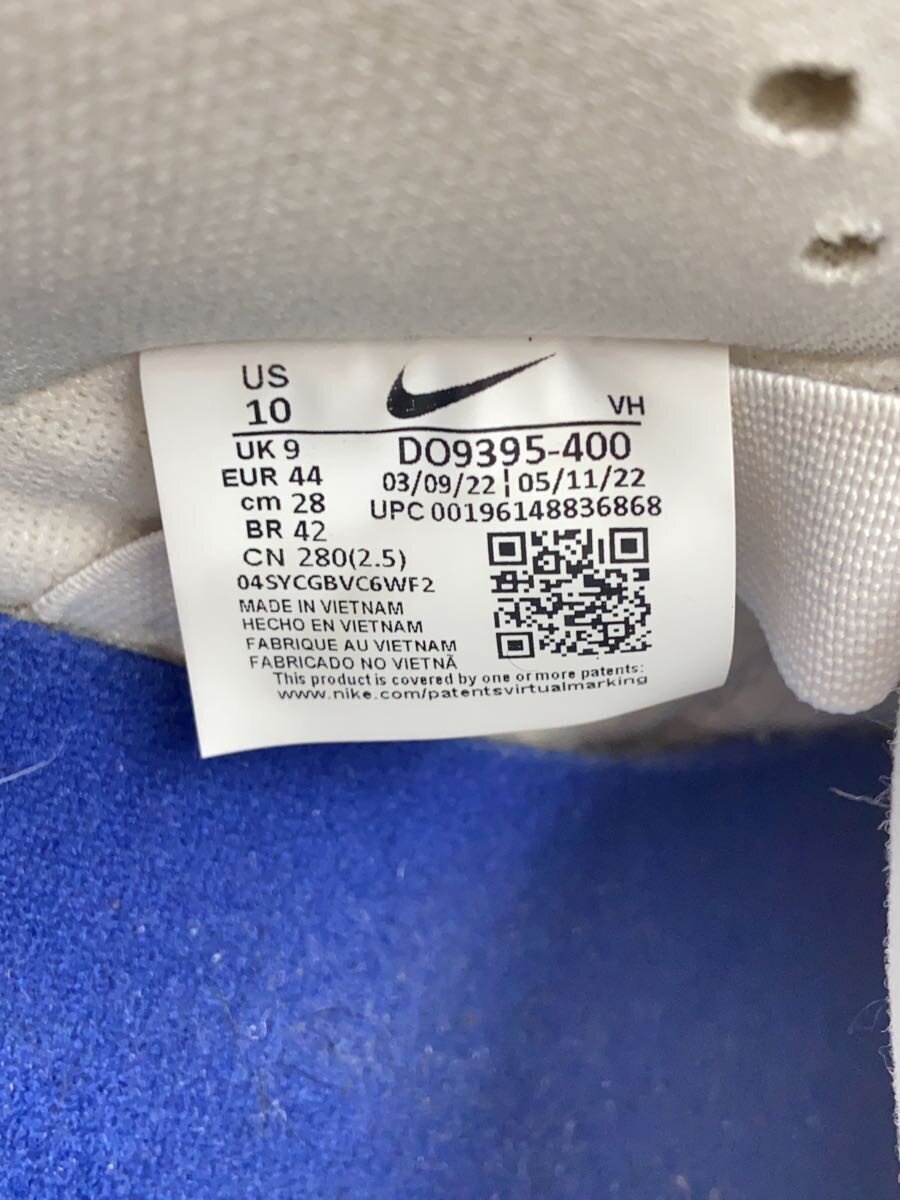 US
10
VH
UK 9
EUR 44
cm 28
BR 42
CN 280(2.5)
DO9395-400
03/09/22 ¦ 05/11/22
UPC 00196148836868
04SYCGBVC6WF2
MADE IN VIETNAM
HECHO EN VIETNAM
FABRIQUE AU VIETNAM
FABRICADO NO VIETNÃ
This product is covered by one or more patents:
www.nike.com/patentsvirtualmarking